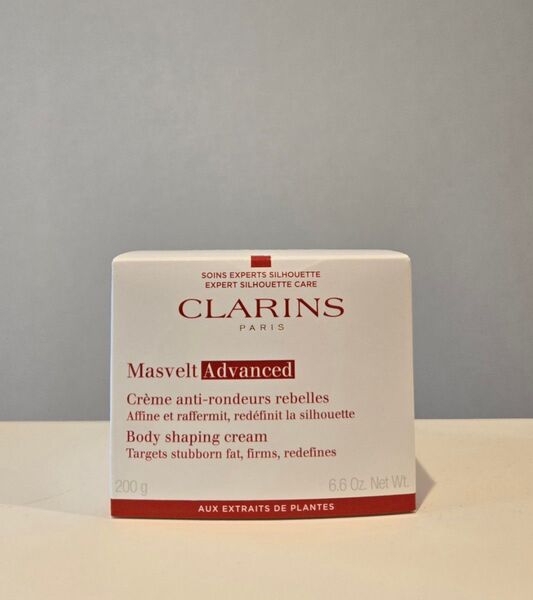 SOINS EXPERTS SILHOUETTE
EXPERT SILHOUETTE CARE
CLARINS
PARIS
Masvelt Advanced
Crème anti-rondeurs rebelles
Affine et raffermit, redéfinit la silhouette
Body shaping cream
Targets stubborn fat, firms, redefines
200 g 6.6 Oz. Net Wt.
AUX EXTRAITS DE PLANTES